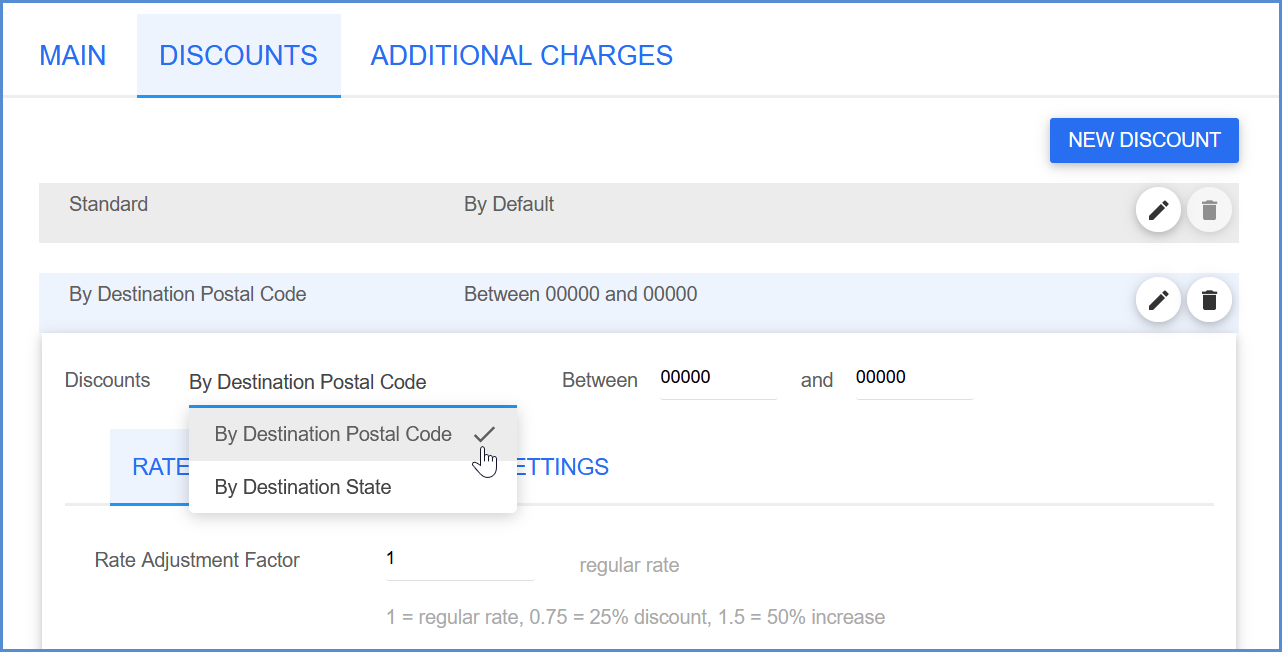 MAIN DISCOUNTS ADDITIONAL CHARGES
NEW DISCOUNT
Standard By Default
By Destination Postal Code Between 00000 and 00000
Discounts By Destination Postal Code Between 00000 and 00000
By Destination Postal Code
RATE ETTINGS
By Destination State
Rate Adjustment Factor 1 regular rate
1 = regular rate, 0.75 = 25% discount, 1.5 = 50% increase